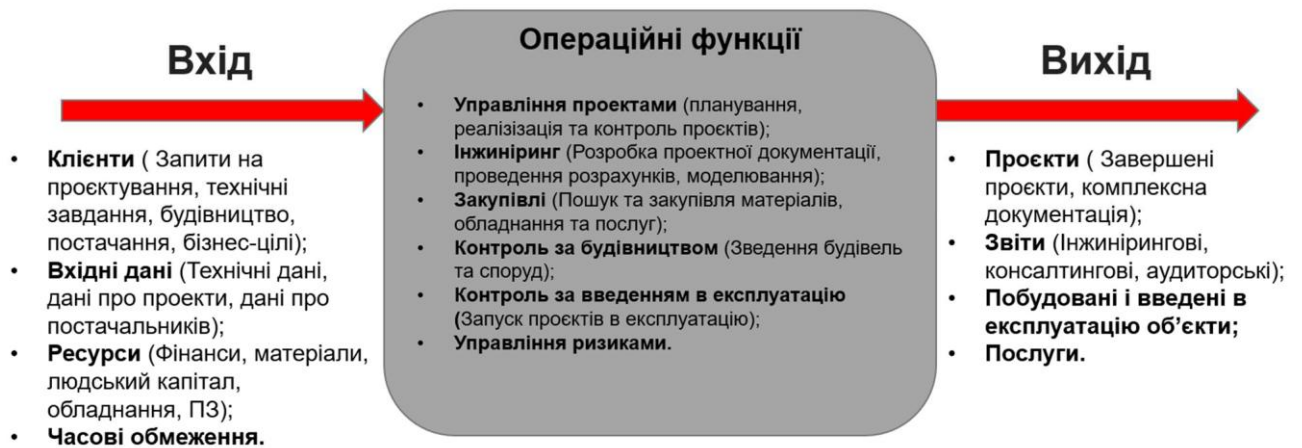 Вхід
• Клієнти ( Запити на
проєктування, технічні
завдання, будівництво,
постачання, бізнес-цілі);
• Вхідні дані (Технічні дані,
дані про проекти, дані про
постачальників);
• Ресурси (Фінанси, матеріали,
людський капітал,
обладнання, ПЗ);
• Часові обмеження.
Операційні функції
• Управління проектами (планування,
реалізізація та контроль проєктів);
• Інжиніринг (Розробка проектної документації,
проведення розрахунків, моделювання);
• Закупівлі (Пошук та закупівля матеріалів,
обладнання та послуг);
• Контроль за будівництвом (Зведення будівель
та споруд);
• Контроль за введенням в експлуатацію
(Запуск проєктів в експлуатацію);
• Управління ризиками.
Вихід
• Проєкти ( Завершені
проєкти, комплексна
документація);
• Звіти (Інжинірингові,
консалтингові, аудиторські);
• Побудовані і введені в
експлуатацію об’єкти;
• Послуги.